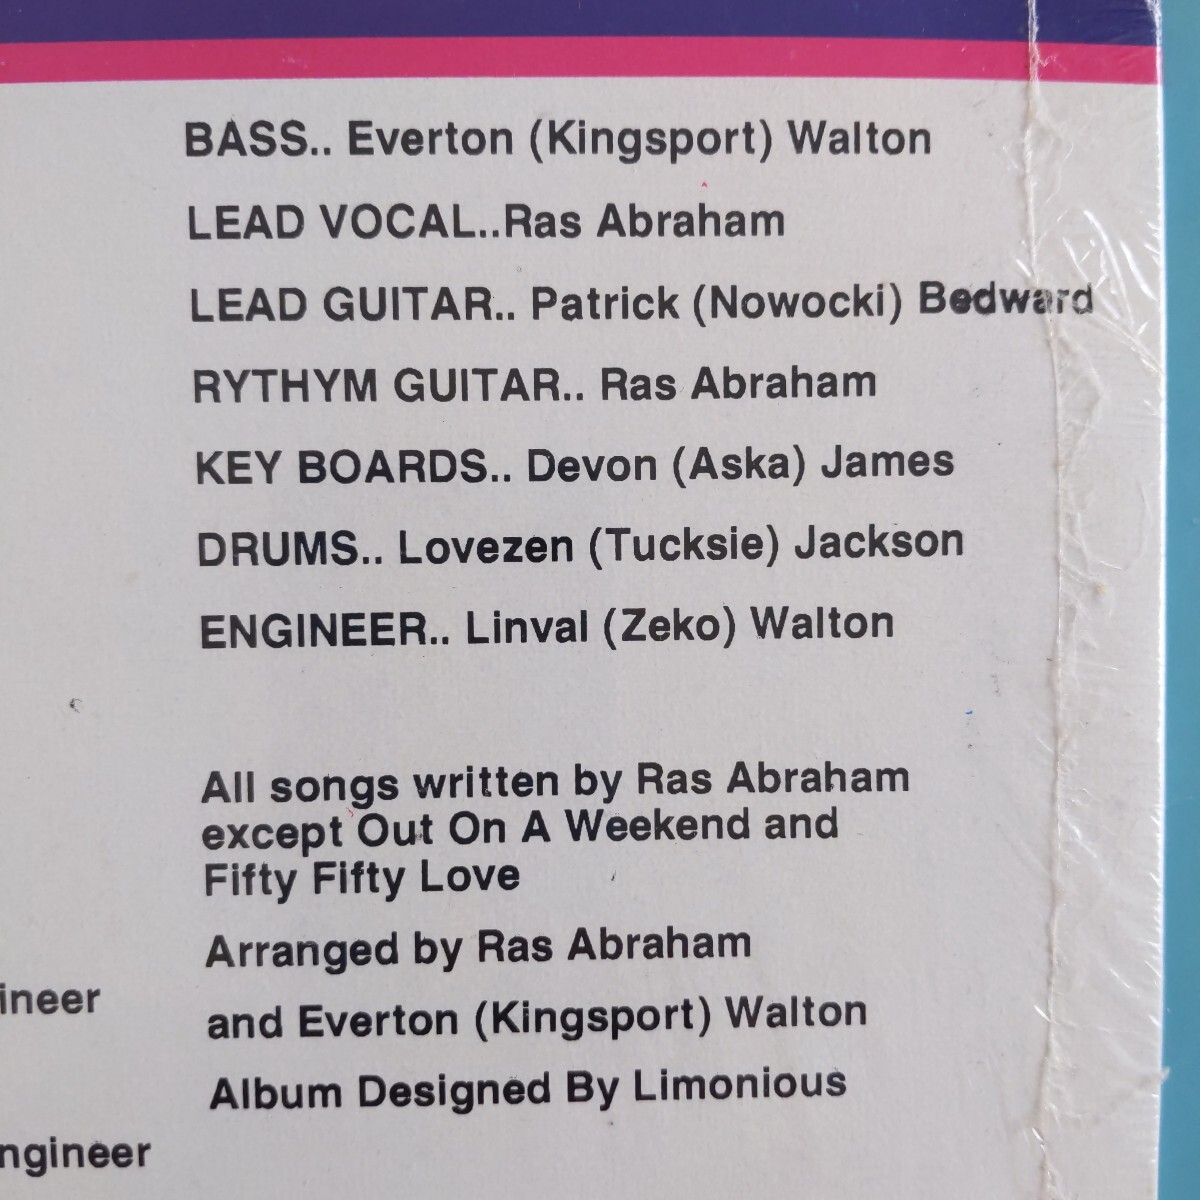 BASS.. Everton (Kingsport) Walton
LEAD VOCAL..Ras Abraham
LEAD GUITAR.. Patrick (Nowocki) Bedward
RYTHYM GUITAR.. Ras Abraham
KEY BOARDS.. Devon (Aska) James
DRUMS.. Lovezen (Tucksie) Jackson
ENGINEER.. Linval (Zeko) Walton
All songs written by Ras Abraham
except Out On A Weekend and
Fifty Fifty Love
Arranged by Ras Abraham
ineer
and Everton (Kingsport) Walton
Album Designed By Limonious
ngineer